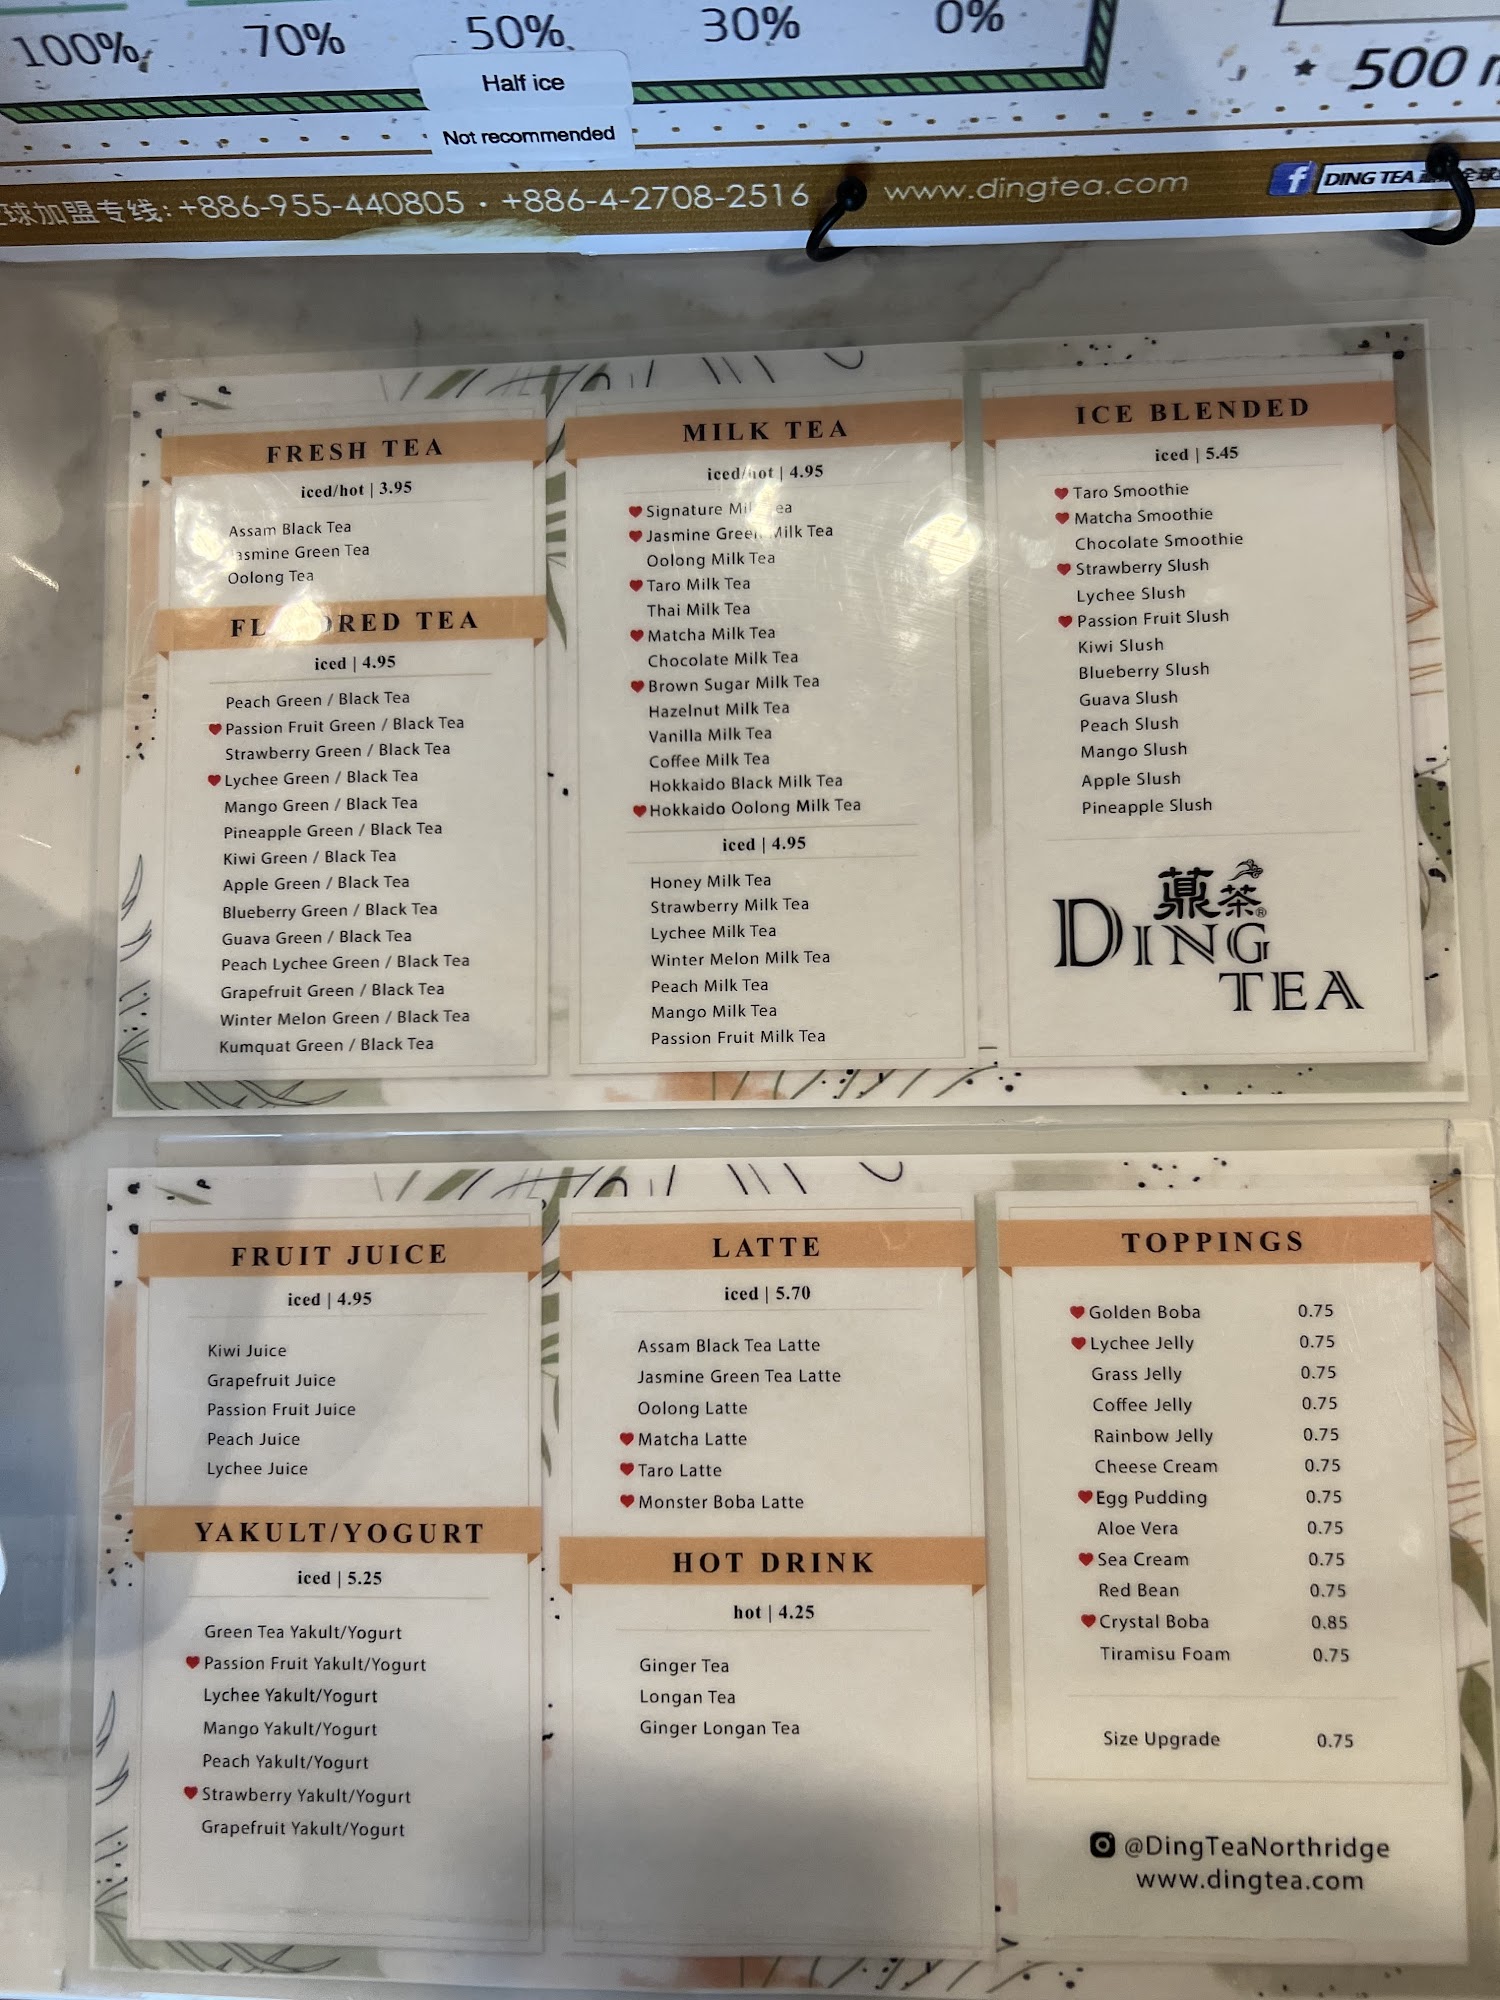 100% 70% 50% 30% 0%
Half ice
Not recommended
500
球加盟专线: +886-955-440805 · +886-4-2708-2516 www.dingtea.com DING TEA
FRESH TEA
iced/hot | 3.95
Assam Black Tea
Jasmine Green Tea
Oolong Tea
FLAVORED TEA
iced | 4.95
Peach Green / Black Tea
Passion Fruit Green / Black Tea
Strawberry Green / Black Tea
Lychee Green / Black Tea
Mango Green / Black Tea
Pineapple Green / Black Tea
Kiwi Green / Black Tea
Apple Green / Black Tea
Blueberry Green / Black Tea
Guava Green / Black Tea
Peach Lychee Green / Black Tea
Grapefruit Green / Black Tea
Winter Melon Green / Black Tea
Kumquat Green / Black Tea
MILK TEA
iced/hot | 4.95
Signature Milk Tea
Jasmine Green Milk Tea
Oolong Milk Tea
Taro Milk Tea
Thai Milk Tea
Matcha Milk Tea
Chocolate Milk Tea
Brown Sugar Milk Tea
Hazelnut Milk Tea
Vanilla Milk Tea
Coffee Milk Tea
Hokkaido Black Milk Tea
Hokkaido Oolong Milk Tea
iced | 4.95
Honey Milk Tea
Strawberry Milk Tea
Lychee Milk Tea
Winter Melon Milk Tea
Peach Milk Tea
Mango Milk Tea
Passion Fruit Milk Tea
ICE BLENDED
iced | 5.45
Taro Smoothie
Matcha Smoothie
Chocolate Smoothie
Strawberry Slush
Lychee Slush
Passion Fruit Slush
Kiwi Slush
Blueberry Slush
Guava Slush
Peach Slush
Mango Slush
Apple Slush
Pineapple Slush
薡茶®
DING
TEA
FRUIT JUICE
iced | 4.95
Kiwi Juice
Grapefruit Juice
Passion Fruit Juice
Peach Juice
Lychee Juice
YAKULT/YOGURT
iced | 5.25
Green Tea Yakult/Yogurt
Passion Fruit Yakult/Yogurt
Lychee Yakult/Yogurt
Mango Yakult/Yogurt
Peach Yakult/Yogurt
Strawberry Yakult/Yogurt
Grapefruit Yakult/Yogurt
LATTE
iced | 5.70
Assam Black Tea Latte
Jasmine Green Tea Latte
Oolong Latte
Matcha Latte
Taro Latte
Monster Boba Latte
HOT DRINK
hot | 4.25
Ginger Tea
Longan Tea
Ginger Longan Tea
TOPPINGS
Golden Boba 0.75
Lychee Jelly 0.75
Grass Jelly 0.75
Coffee Jelly 0.75
Rainbow Jelly 0.75
Cheese Cream 0.75
Egg Pudding 0.75
Aloe Vera 0.75
Sea Cream 0.75
Red Bean 0.75
Crystal Boba 0.85
Tiramisu Foam 0.75
Size Upgrade 0.75
@DingTeaNorthridge
www.dingtea.com